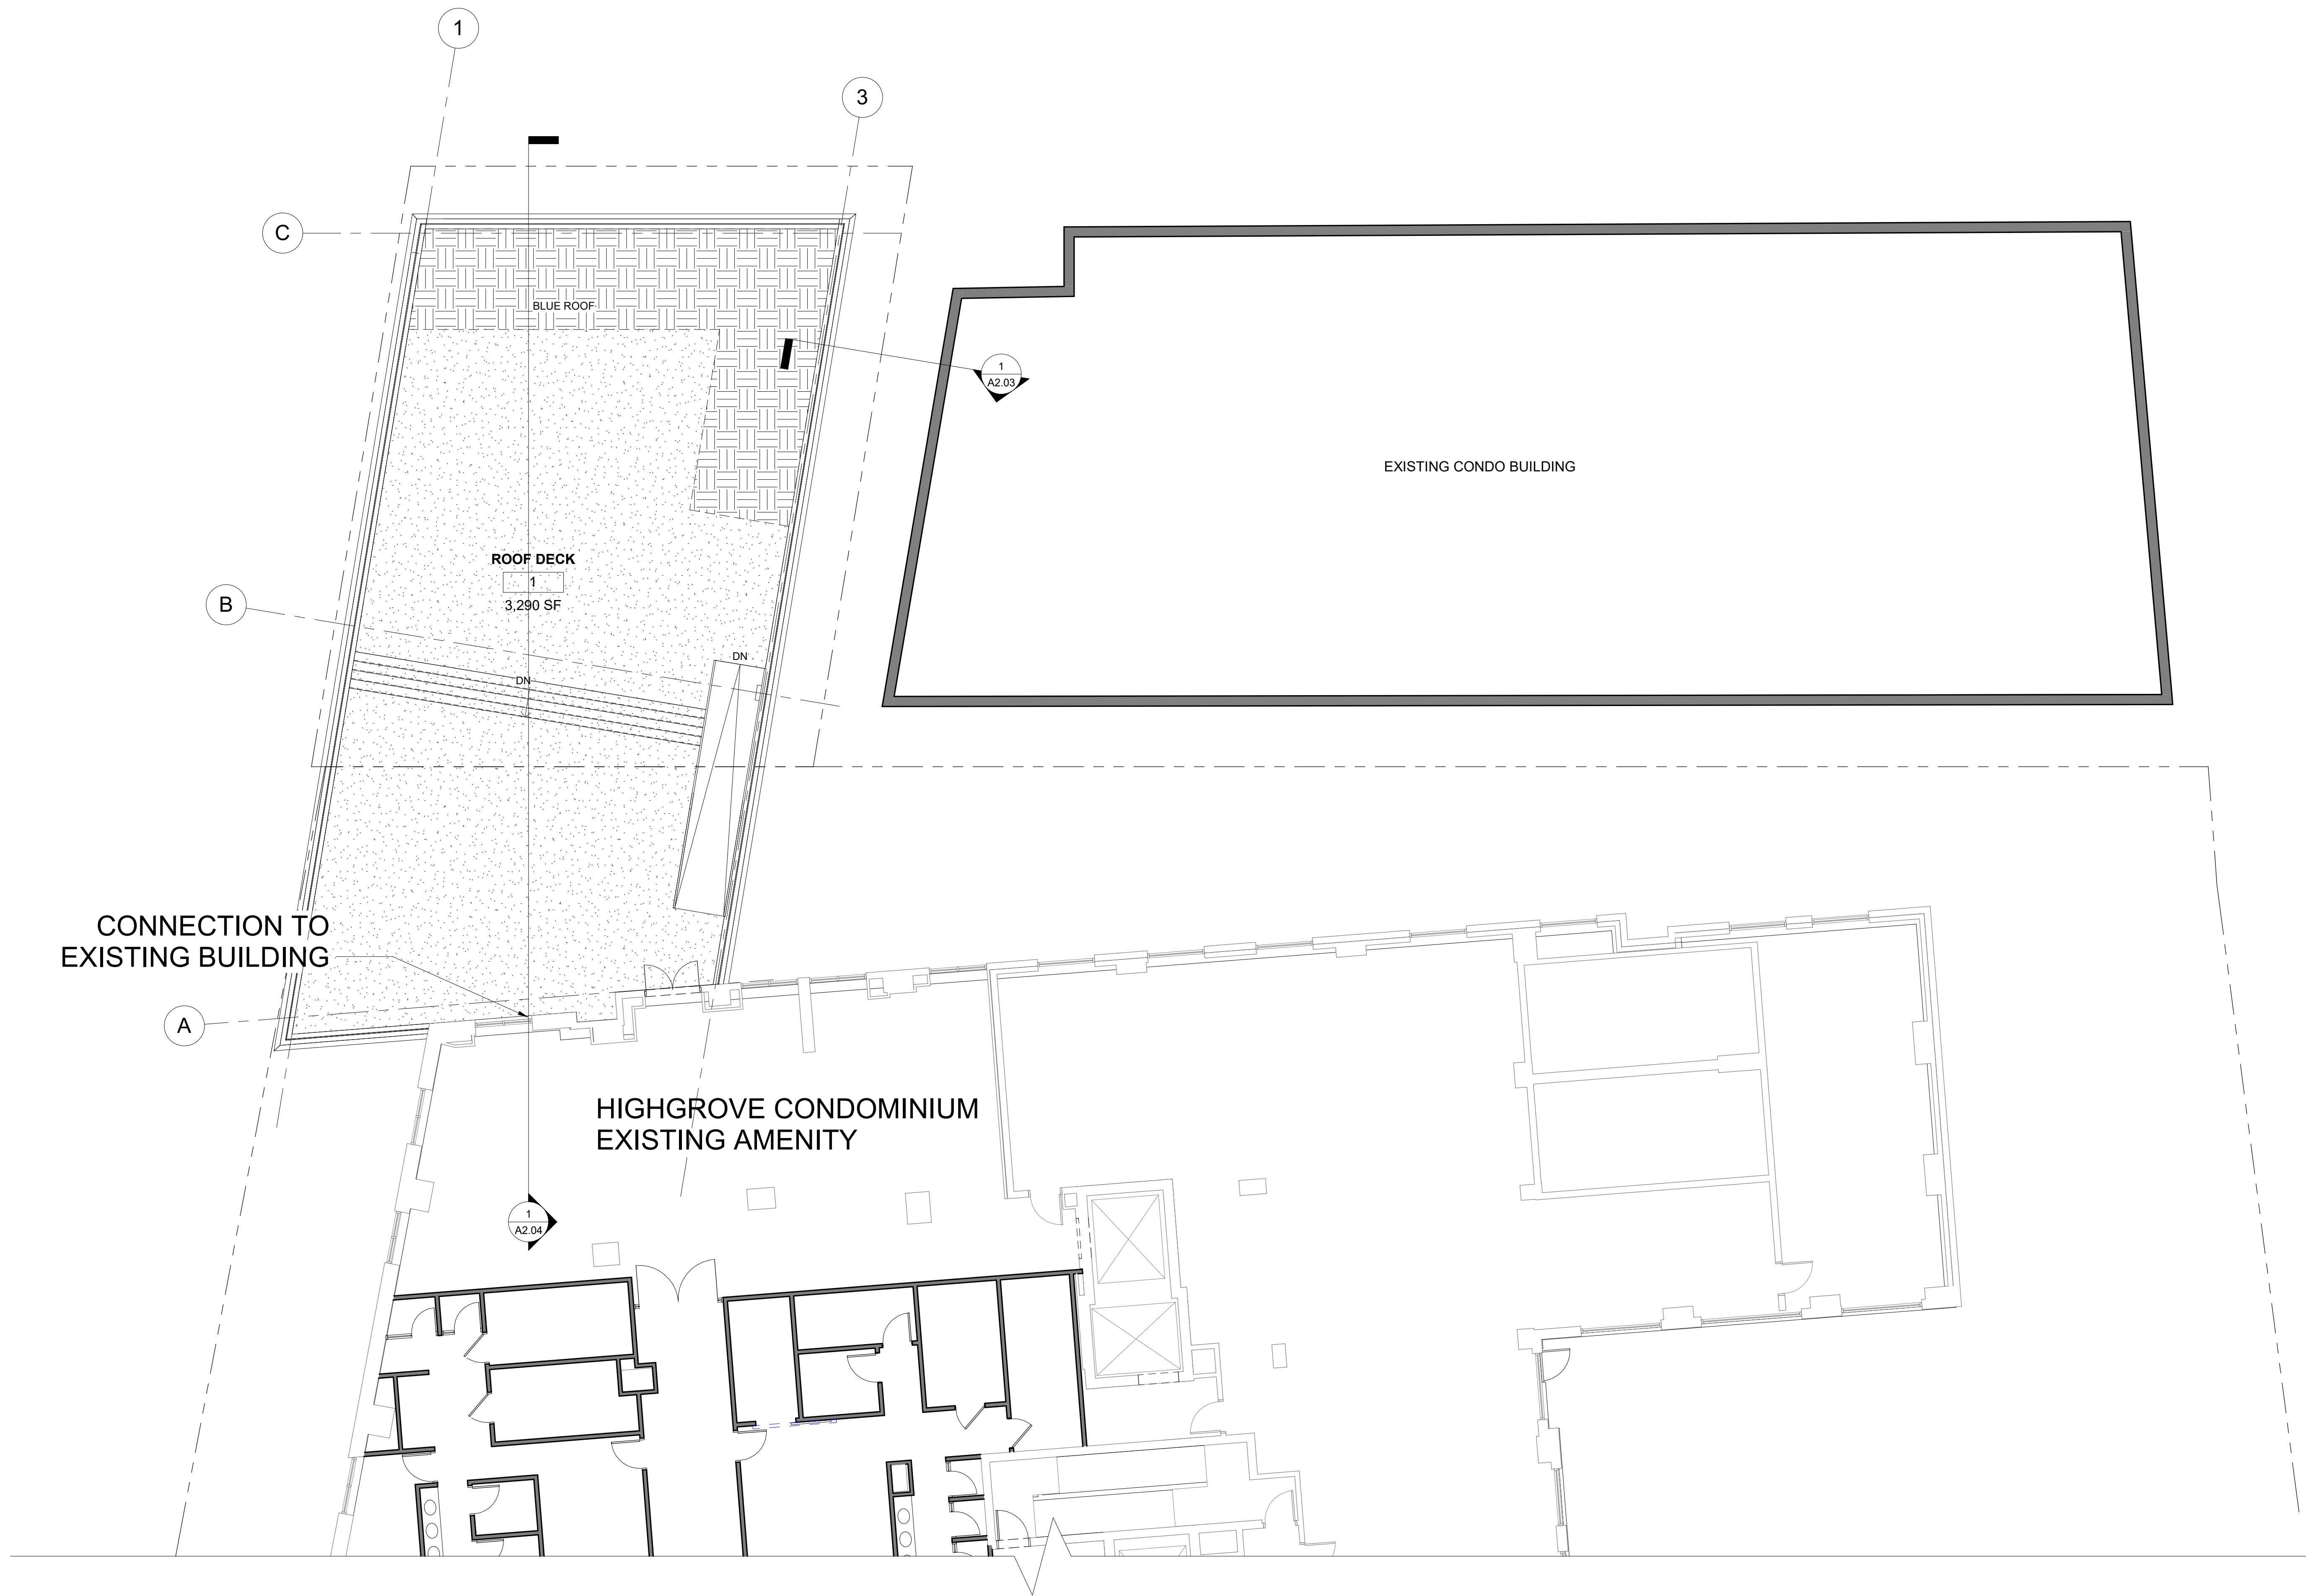 1
3
C
BLUE ROOF
1
A2.03
EXISTING CONDO BUILDING
ROOF DECK
1
3,290 SF
B
DN
DN
CONNECTION TO
EXISTING BUILDING
A
HIGHGROVE CONDOMINIUM
EXISTING AMENITY
1
A2.04